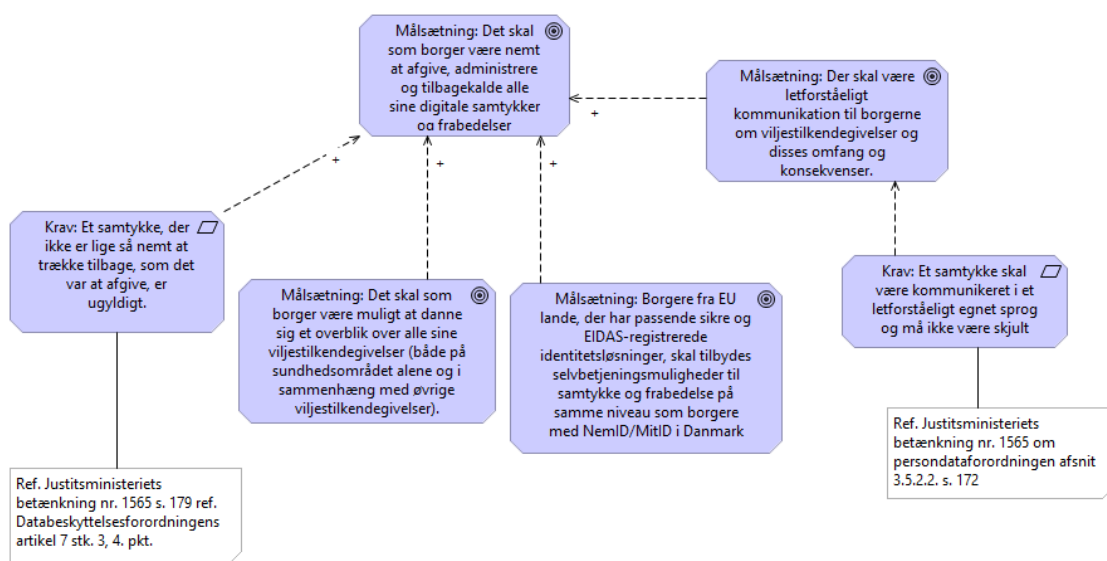 Målsætning: Det skal
som borger være nemt
at afgive, administrere
og tilbagekalde alle
sine digitale samtykker
og frabedelser
Målsætning: Der skal være
letforståeligt
kommunikation til borgerne
om viljestilkendegivelser og
disses omfang og
konsekvenser.
+
+
+
+
Krav: Et samtykke, der
ikke er lige så nemt at
trække tilbage, som det
var at afgive, er
ugyldigt.
Målsætning: Det skal som
borger være muligt at danne
sig et overblik over alle sine
viljestilkendegivelser (både på
sundhedsområdet alene og i
sammenhæng med øvrige
viljestilkendegivelser).
Målsætning: Borgere fra EU
lande, der har passende sikre og
EIDAS-registrerede
identitetsløsninger, skal tilbydes
selvbetjeningsmuligheder til
samtykke og frabedelse på
samme niveau som borgere
med NemID/MitID i Danmark
Krav: Et samtykke skal
være kommunikeret i et
letforståeligt egnet sprog
og må ikke være skjult
Ref. Justitsministeriets
betænkning nr. 1565 s. 179 ref.
Databeskyttelsesforordningens
artikel 7 stk. 3, 4. pkt.
Ref. Justitsministeriets
betænkning nr. 1565 om
persondataforordningen afsnit
3.5.2.2. s. 172